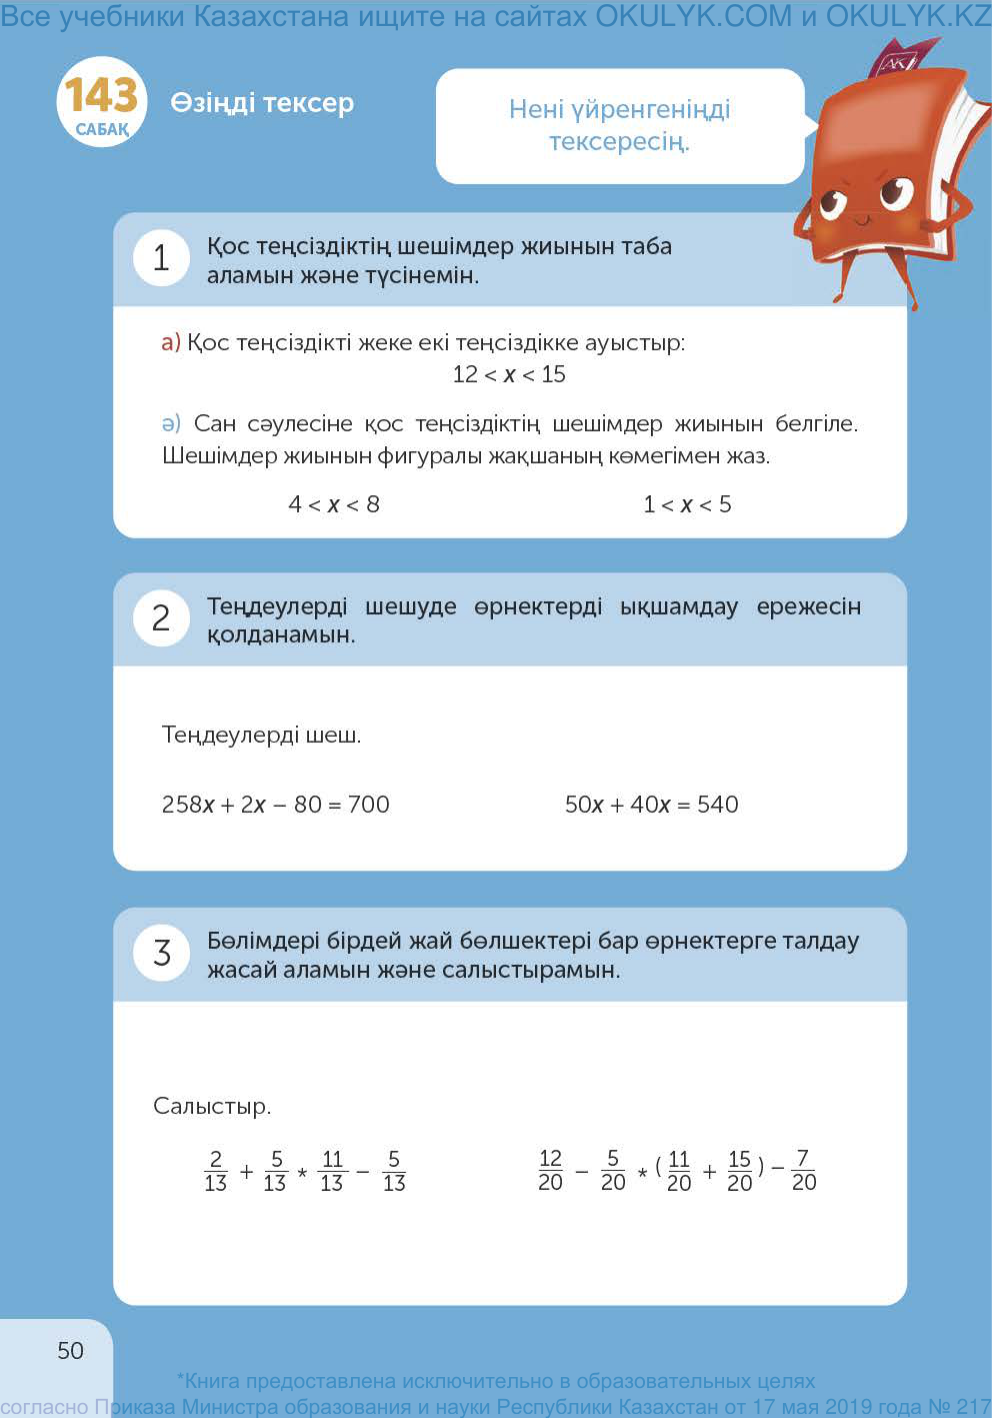 Все учебники Казахстана ищите на сайтах OKULYK.COM и OKULYK.KZ
143
САБАҚ
Өзіңді тексер
Нені үйренгеніңді
тексересің.
АК
1
Қос теңсіздіктің шешімдер жиынын таба
аламын және түсінемін.
а) Қос теңсіздікті жеке екі теңсіздікке ауыстыр:
12 < x < 15
ә) Сан сәулесіне қос теңсіздіктің шешімдер жиынын белгіле.
Шешімдер жиынын фигуралы жақшаның көмегімен жаз.
4 < x < 8 1 < x < 5
2
Теңдеулерді шешуде өрнектерді ықшамдау ережесін
қолданамын.
Теңдеулерді шеш.
258x + 2x – 80 = 700 50x + 40x = 540
3
Бөлімдері бірдей жай бөлшектері бар өрнектерге талдау
жасай аламын және салыстырамын.
Салыстыр.
2/13 + 5/13 * 11/13 – 5/13 12/20 – 5/20 * (11/20 + 15/20) – 7/20
50
*Книга предоставлена исключительно в образовательных целях
согласно Приказа Министра образования и науки Республики Казахстан от 17 мая 2019 года № 217